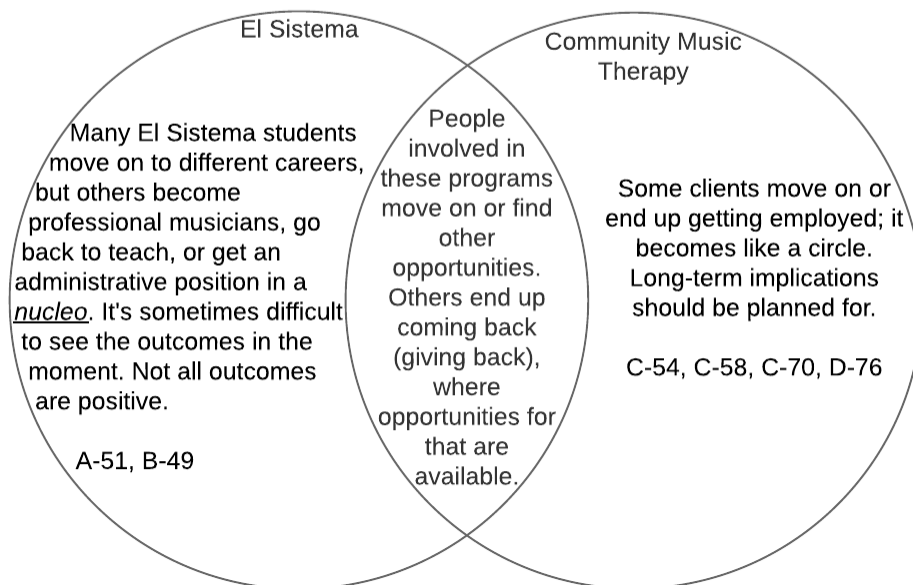 El Sistema
Many El Sistema students
move on to different careers,
but others become
professional musicians, go
back to teach, or get an
administrative position in a
nucleo. It's sometimes difficult
to see the outcomes in the
moment. Not all outcomes
are positive.
A-51, B-49
People
involved in
these programs
move on or find
other
opportunities.
Others end up
coming back
(giving back),
where
opportunities for
that are
available.
Community Music
Therapy
Some clients move on or
end up getting employed; it
becomes like a circle.
Long-term implications
should be planned for.
C-54, C-58, C-70, D-76